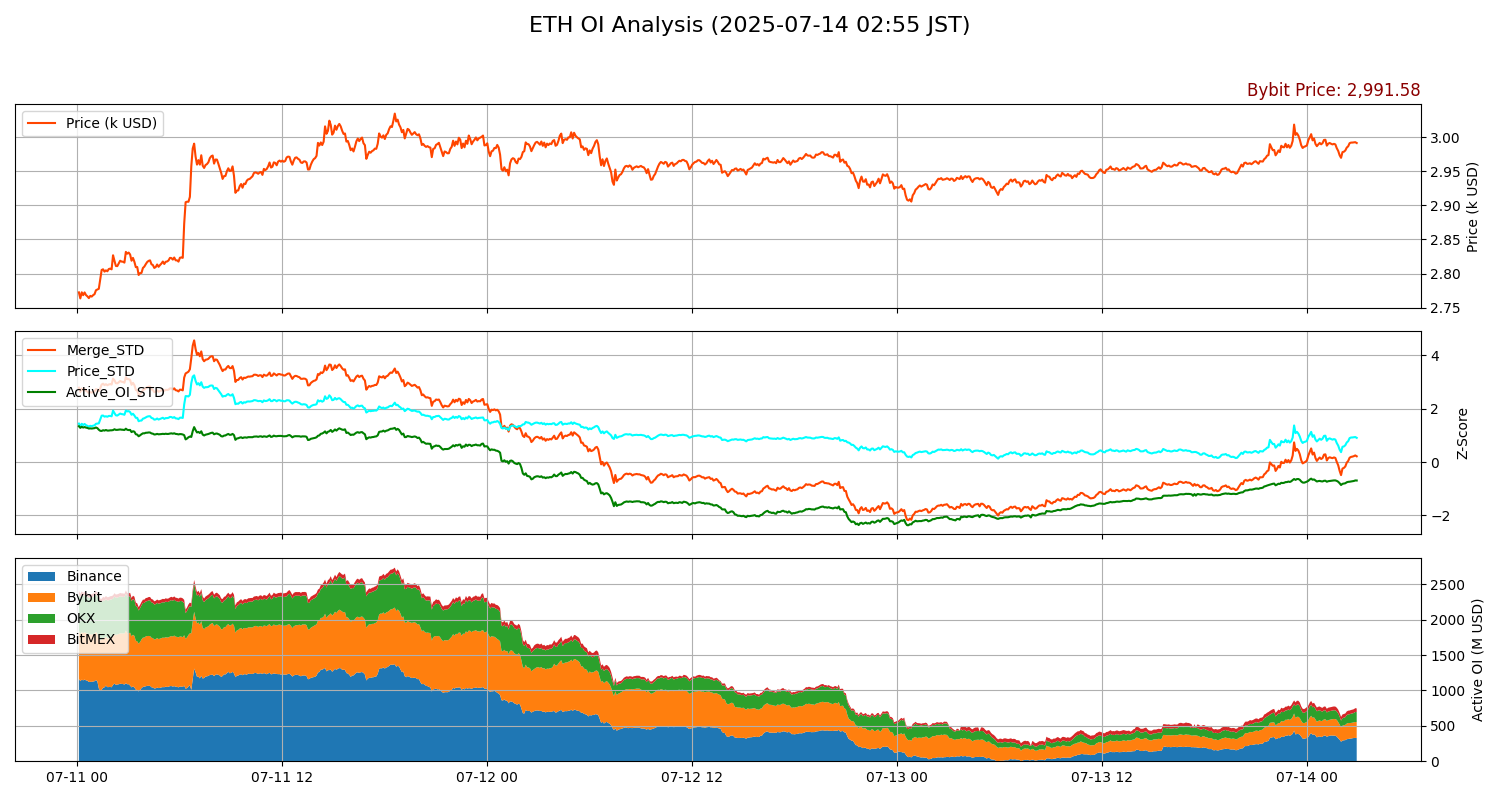 ETH OI Analysis (2025-07-14 02:55 JST)
Bybit Price: 2,991.58
Price (k USD)
3.00
2.95
2.90
2.85
2.80
2.75
Price (k USD)
Merge_STD
Price_STD
Active_OI_STD
4
2
0
−2
Z-Score
Binance
Bybit
OKX
BitMEX
2500
2000
1500
1000
500
0
Active OI (M USD)
07-11 00
07-11 12
07-12 00
07-12 12
07-13 00
07-13 12
07-14 00